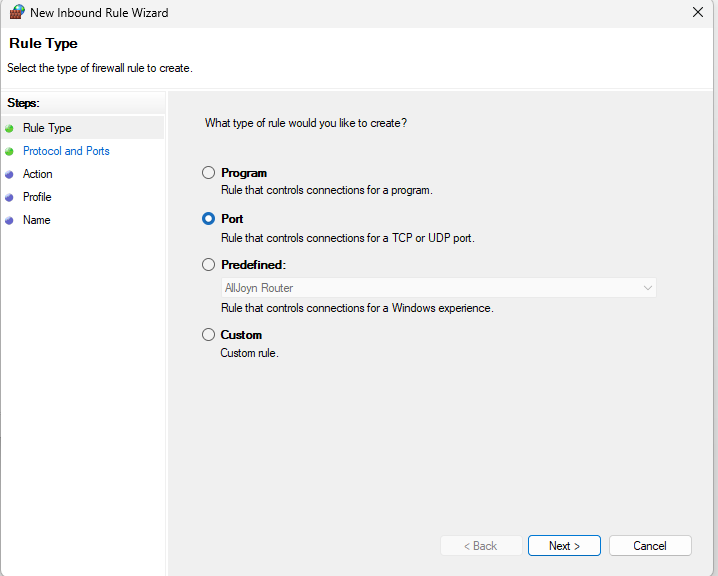 New Inbound Rule Wizard
Rule Type
Select the type of firewall rule to create.
Steps:
Rule Type
Protocol and Ports
Action
Profile
Name
What type of rule would you like to create?
Program
Rule that controls connections for a program.
Port
Rule that controls connections for a TCP or UDP port.
Predefined:
AllJoyn Router
Rule that controls connections for a Windows experience.
Custom
Custom rule.
< Back
Next >
Cancel